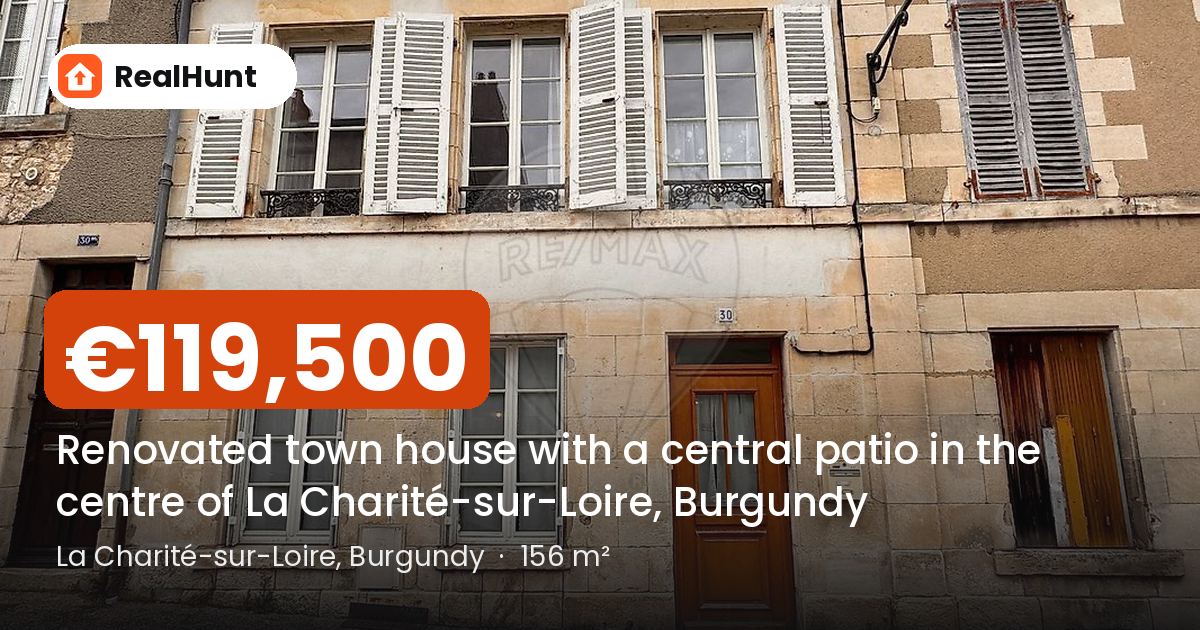 RealHunt
30 bis
RE/MAX
30
€119,500
Renovated town house with a central patio in the
centre of La Charité-sur-Loire, Burgundy
La Charité-sur-Loire, Burgundy · 156 m²